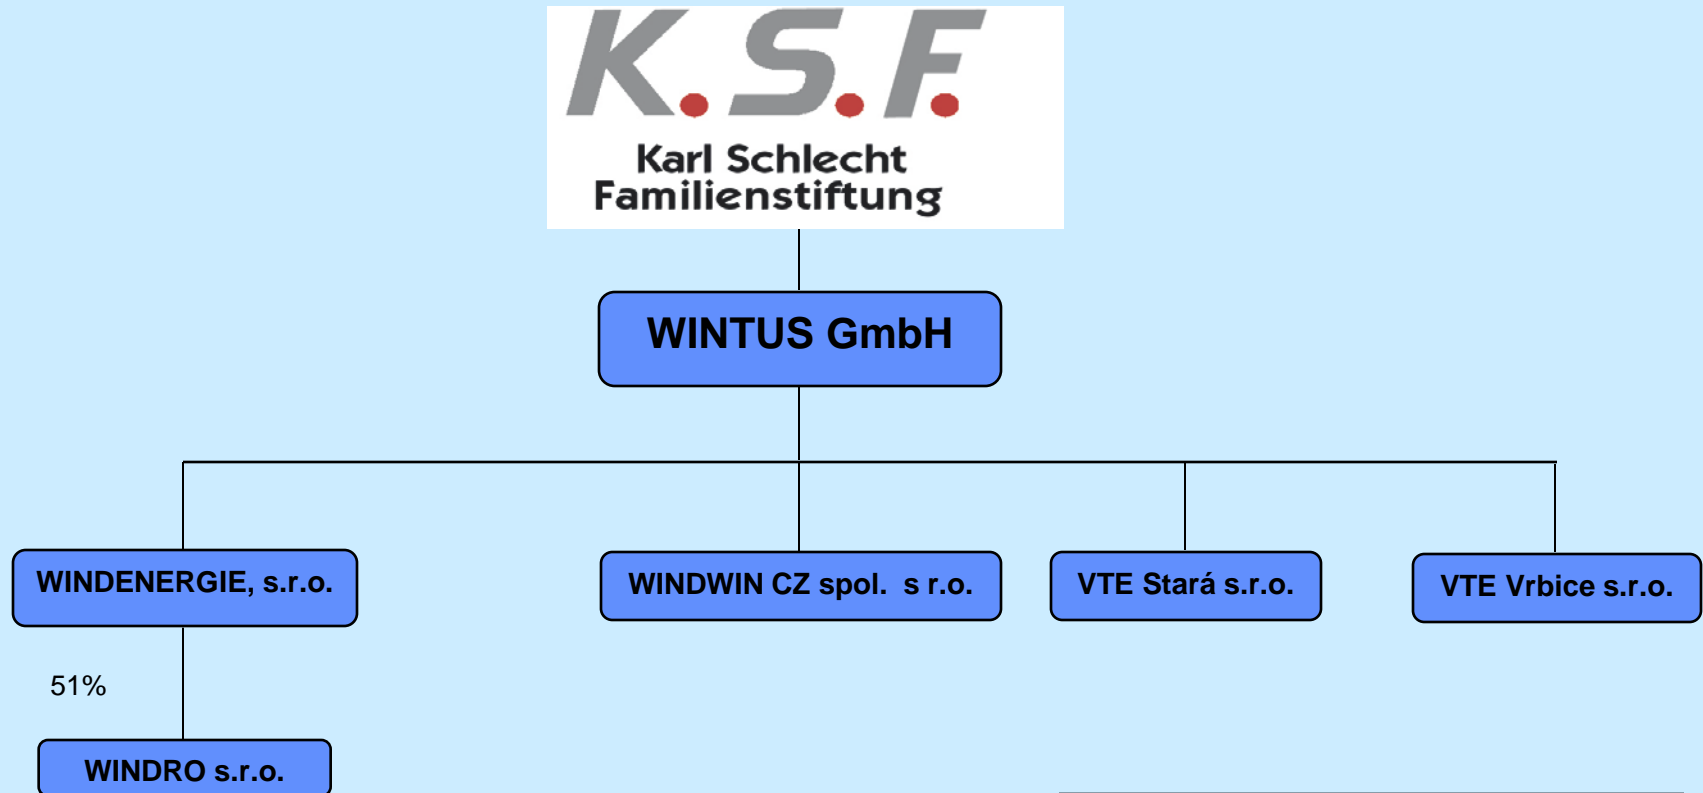 K.S.F.
Karl Schlecht
Familienstiftung
WINTUS GmbH
WINDENERGIE, s.r.o.
WINDWIN CZ spol.  s r.o.
VTE Stará s.r.o.
VTE Vrbice s.r.o.
51%
WINDRO s.r.o.